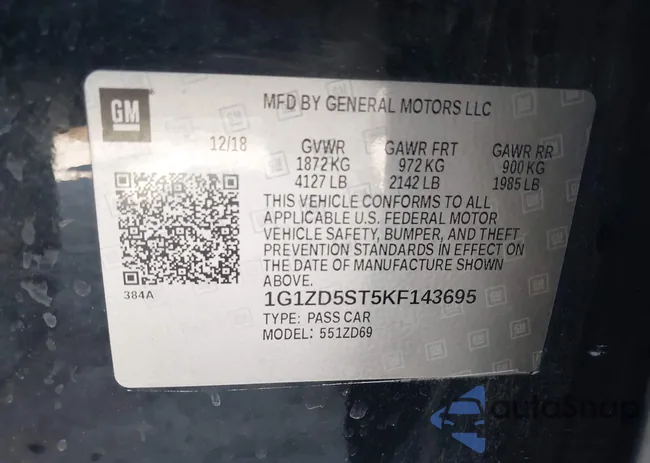 GM
MFD BY GENERAL MOTORS LLC
12/18 GVWR GAWR FRT GAWR RR
1872 KG 972 KG 900 KG
4127 LB 2142 LB 1985 LB
THIS VEHICLE CONFORMS TO ALL
APPLICABLE U.S. FEDERAL MOTOR
VEHICLE SAFETY, BUMPER, AND THEFT
PREVENTION STANDARDS IN EFFECT ON
THE DATE OF MANUFACTURE SHOWN
ABOVE.
384A
1G1ZD5ST5KF143695
TYPE: PASS CAR
MODEL: 551ZD69
autoSnap